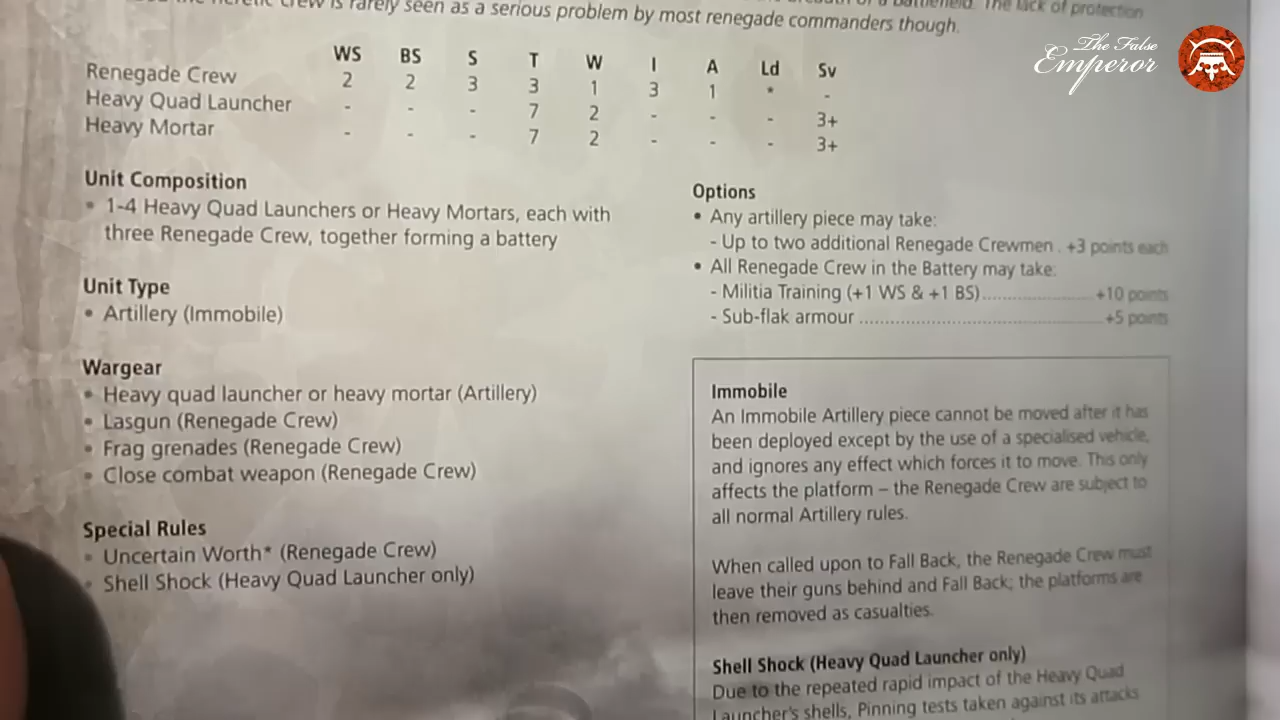 Crew is rarely seen as a serious problem by most renegade commanders though.
The lack of protection
The False
Emperor
WS BS S T W I A Ld Sv
Renegade Crew 2 2 3 3 1 3 1 * -
Heavy Quad Launcher - - - 7 2 - - - 3+
Heavy Mortar - - - 7 2 - - - 3+
Unit Composition
• 1-4 Heavy Quad Launchers or Heavy Mortars, each with
three Renegade Crew, together forming a battery
Unit Type
• Artillery (Immobile)
Wargear
• Heavy quad launcher or heavy mortar (Artillery)
• Lasgun (Renegade Crew)
• Frag grenades (Renegade Crew)
• Close combat weapon (Renegade Crew)
Special Rules
• Uncertain Worth* (Renegade Crew)
• Shell Shock (Heavy Quad Launcher only)
Options
• Any artillery piece may take:
- Up to two additional Renegade Crewmen . +3 points each
• All Renegade Crew in the Battery may take:
- Militia Training (+1 WS & +1 BS)......................+10 points
- Sub-flak armour .................................................+5 points
Immobile
An Immobile Artillery piece cannot be moved after it has
been deployed except by the use of a specialised vehicle,
and ignores any effect which forces it to move. This only
affects the platform – the Renegade Crew are subject to
all normal Artillery rules.
When called upon to Fall Back, the Renegade Crew must
leave their guns behind and Fall Back; the platforms are
then removed as casualties.
Shell Shock (Heavy Quad Launcher only)
Due to the repeated rapid impact of the Heavy Quad
Launcher's shells, Pinning tests taken against its attacks